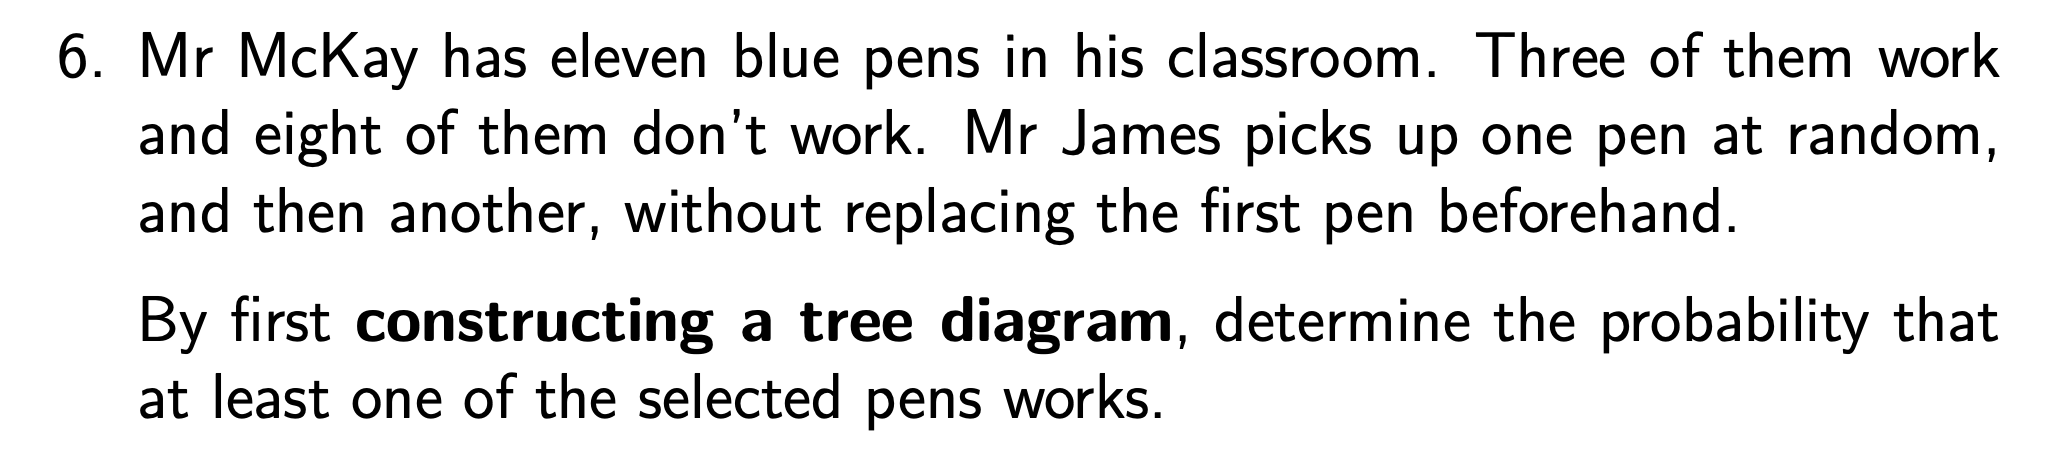 6. Mr McKay has eleven blue pens in his classroom. Three of them work
and eight of them don't work. Mr James picks up one pen at random,
and then another, without replacing the first pen beforehand.
By first constructing a tree diagram, determine the probability that
at least one of the selected pens works.